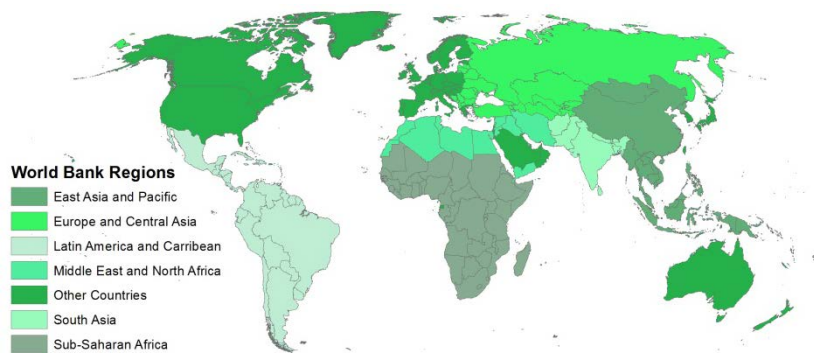 World Bank Regions
East Asia and Pacific
Europe and Central Asia
Latin America and Carribean
Middle East and North Africa
Other Countries
South Asia
Sub-Saharan Africa